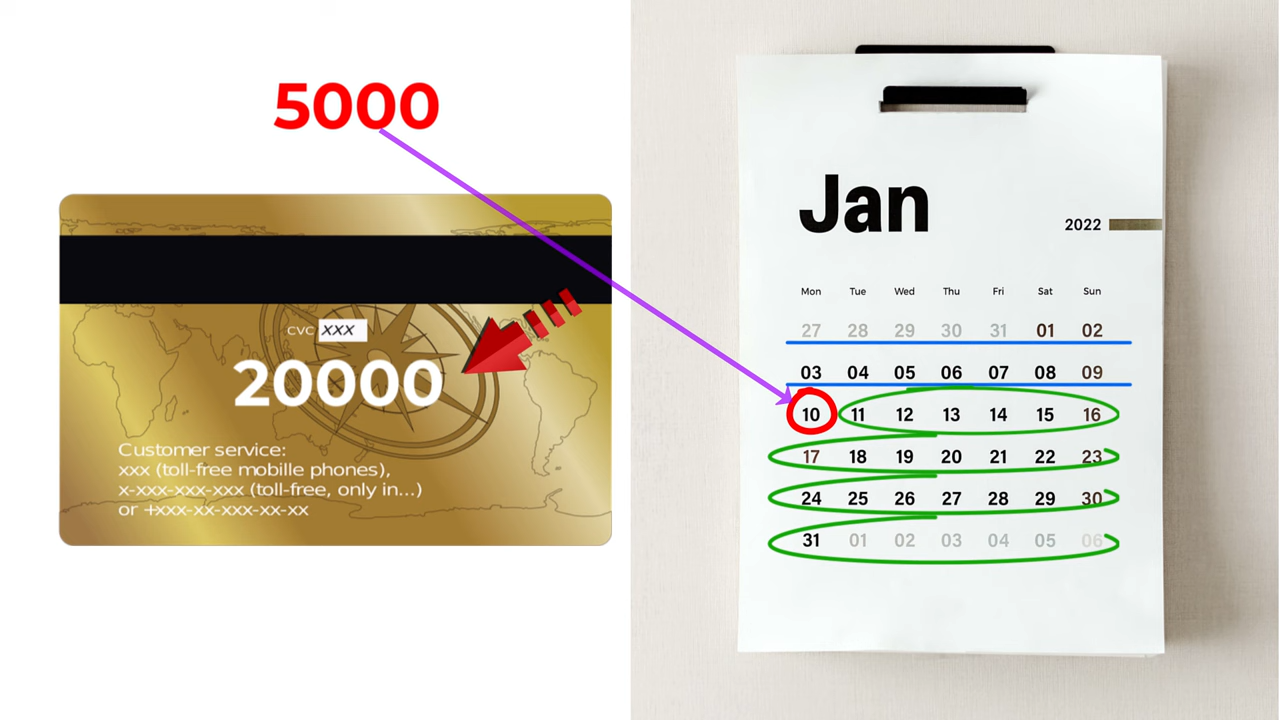 5000
CVC XXX
20000
Customer service:
xxx (toll-free mobille phones),
x-xxx-xxx-xxx (toll-free, only in...)
or +xxx-xx-xxx-xx-xx
Jan
2022
Mon Tue Wed Thu Fri Sat Sun
27 28 29 30 31 01 02
03 04 05 06 07 08 09
10 11 12 13 14 15 16
17 18 19 20 21 22 23
24 25 26 27 28 29 30
31 01 02 03 04 05 06